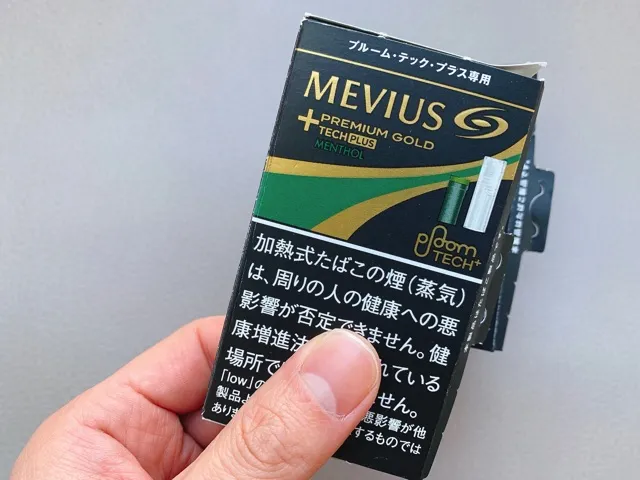 プルーム・テック・プラス専用
MEVIUS
+PREMIUM GOLD
TECH PLUS
MENTHOL
Ploom
TECH+
加熱式たばこの煙(蒸気)
は、周りの人の健康への悪
影響が否定できません。健
康増進法 れている
場所で せん。
「low」の 悪影響が他
製品よ するものでは
ありま